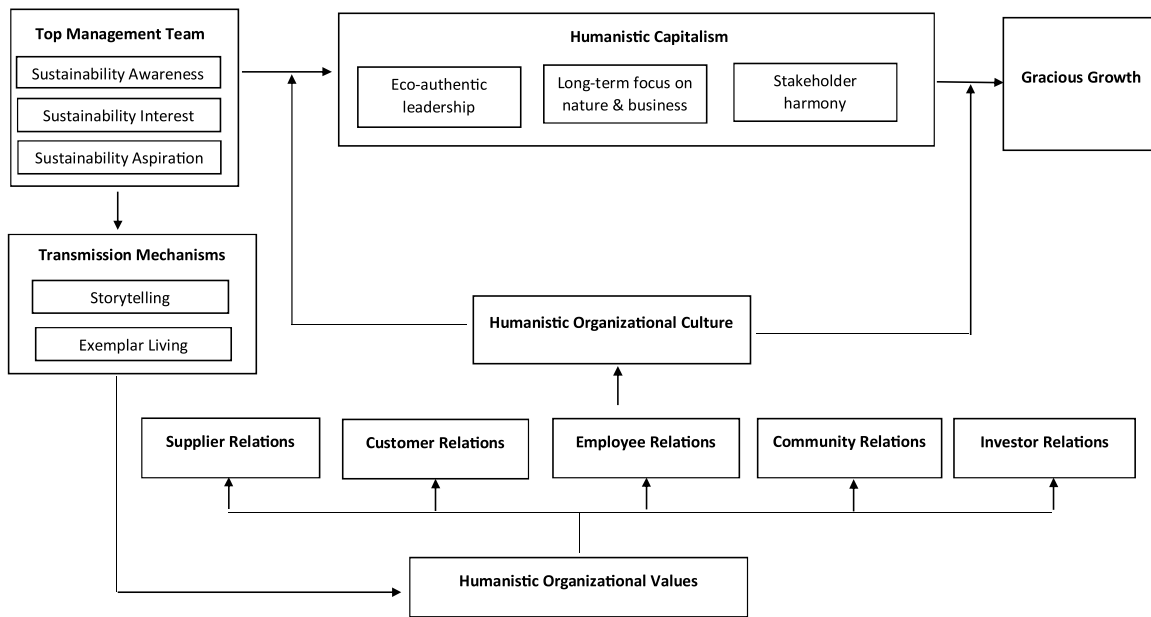 Top Management Team
Sustainability Awareness
Sustainability Interest
Sustainability Aspiration
Humanistic Capitalism
Eco-authentic
leadership
Long-term focus on
nature & business
Stakeholder
harmony
Gracious Growth
Transmission Mechanisms
Storytelling
Exemplar Living
Humanistic Organizational Culture
Supplier Relations
Customer Relations
Employee Relations
Community Relations
Investor Relations
Humanistic Organizational Values